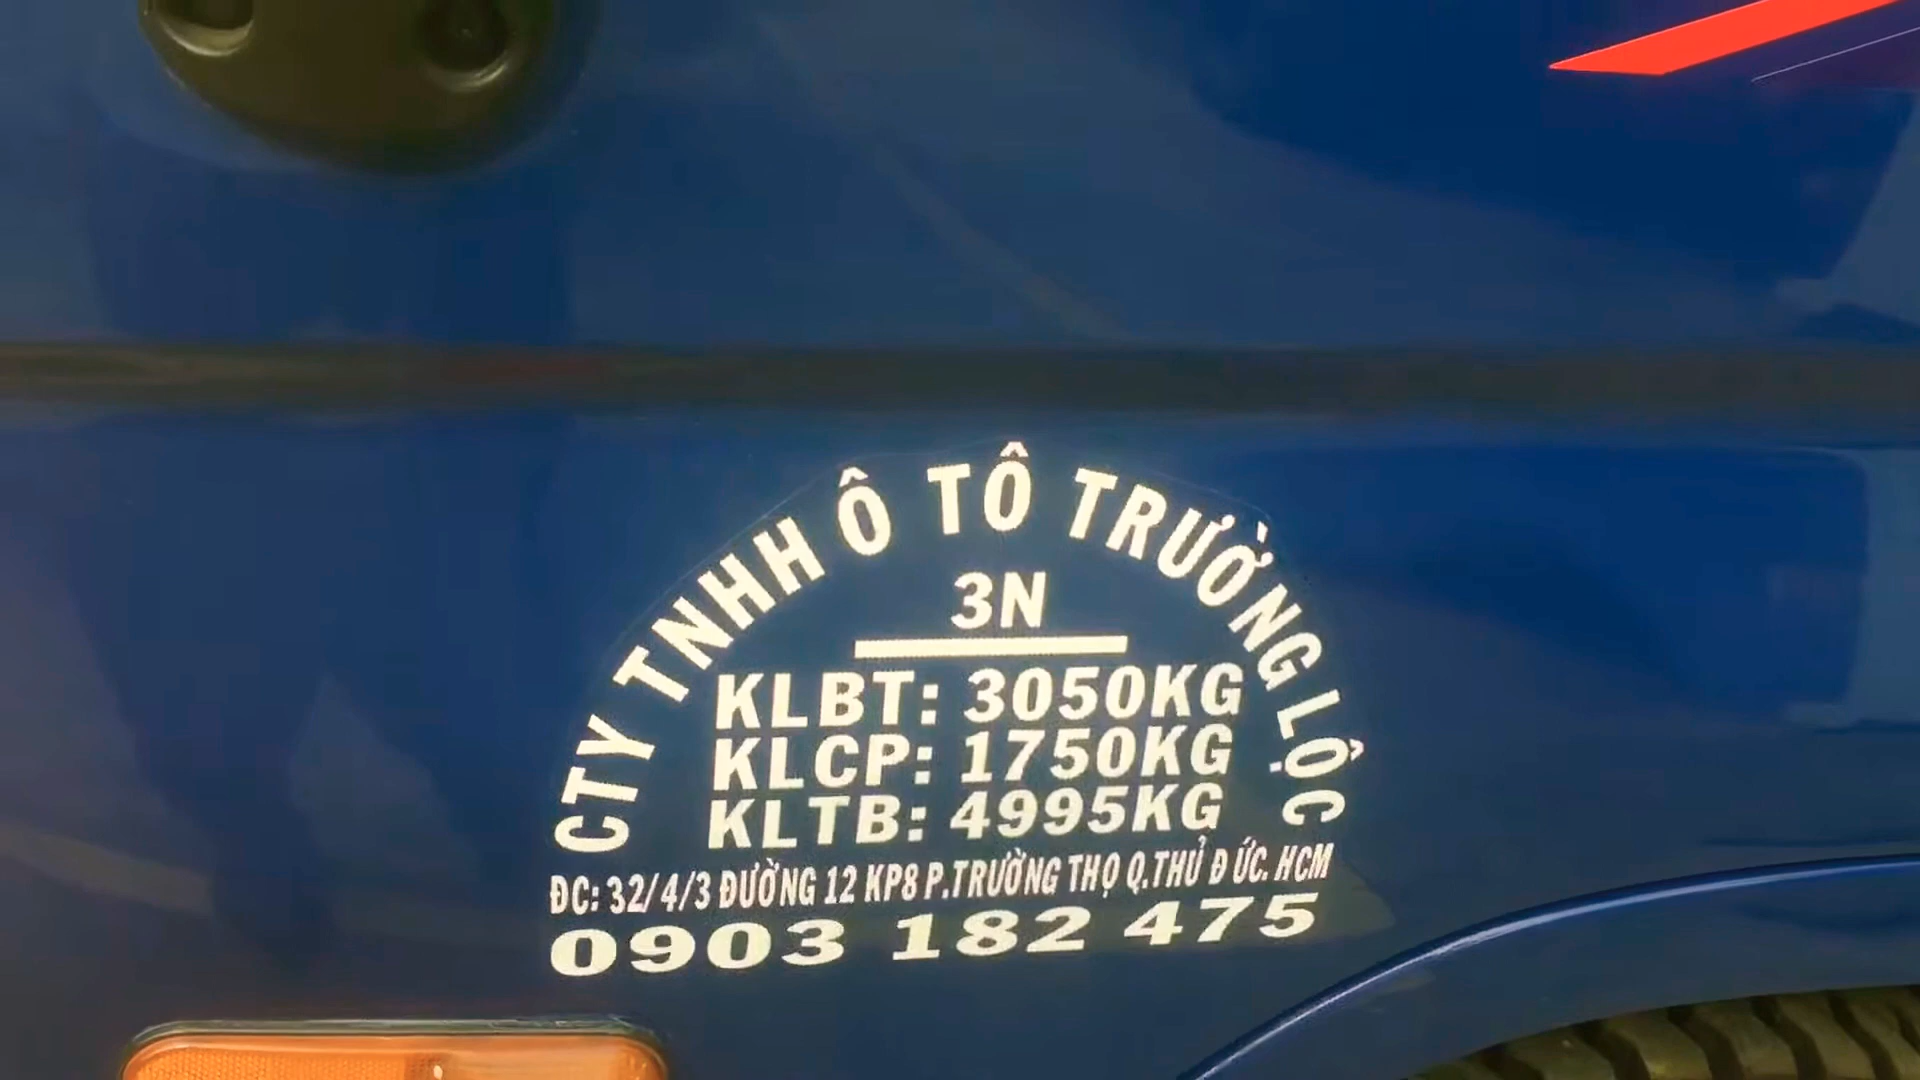 CTY TNHH Ô TÔ TRƯỜNG LỘC
3N
KLBT: 3050KG
KLCP: 1750KG
KLTB: 4995KG
ĐC: 32/4/3 ĐƯỜNG 12 KP8 P.TRƯỜNG THỌ Q.THỦ Đ ỨC. HCM
0903 182 475